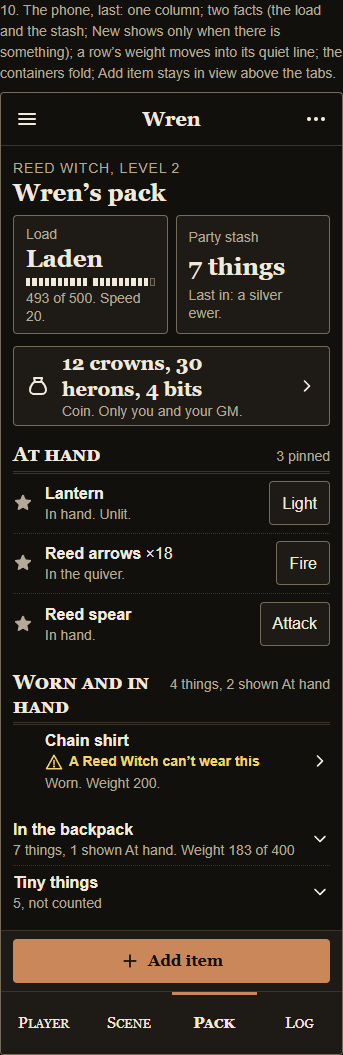 10. The phone, last: one column; two facts (the load
and the stash; New shows only when there is
something); a row's weight moves into its quiet line; the
containers fold; Add item stays in view above the tabs.
Wren
REED WITCH, LEVEL 2
Wren's pack
Load
Laden
493 of 500. Speed
20.
Party stash
7 things
Last in: a silver
ewer.
12 crowns, 30
herons, 4 bits
Coin. Only you and your GM.
AT HAND
3 pinned
Lantern
In hand. Unlit.
Light
Reed arrows ×18
In the quiver.
Fire
Reed spear
In hand.
Attack
WORN AND IN
HAND
4 things, 2 shown At hand
Chain shirt
A Reed Witch can't wear this
Worn. Weight 200.
In the backpack
7 things, 1 shown At hand. Weight 183 of 400
Tiny things
5, not counted
+ Add item
PLAYER
SCENE
PACK
LOG